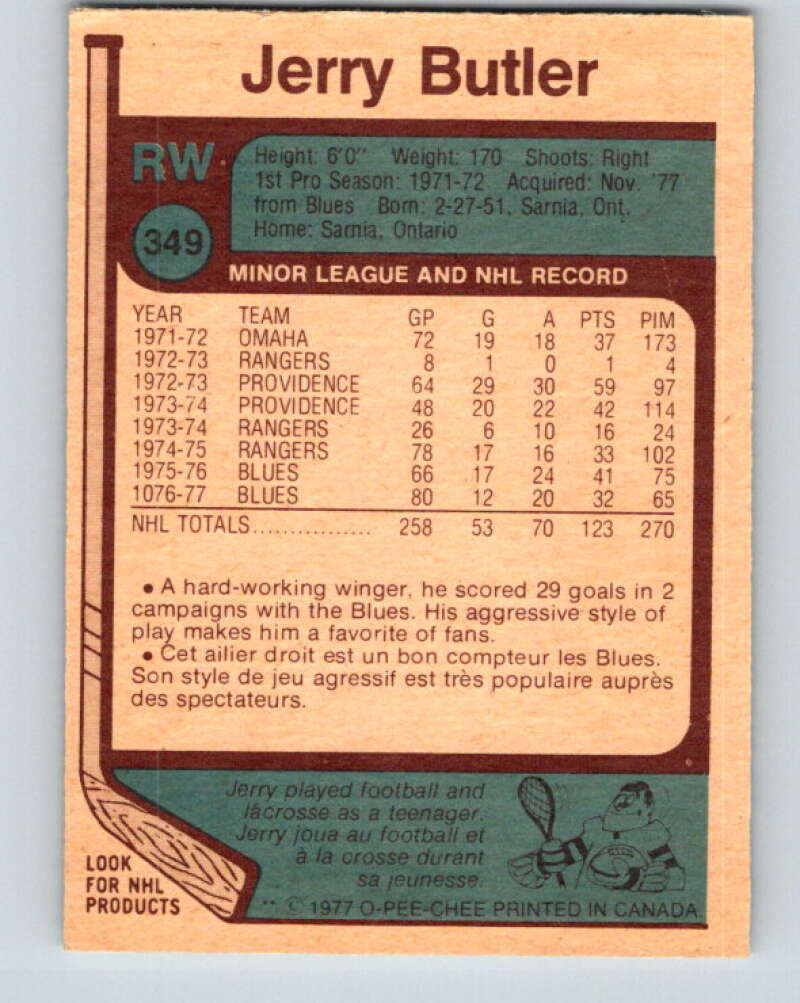 Jerry Butler
RW
Height: 6'0" Weight: 170 Shoots: Right
1st Pro Season: 1971-72 Acquired: Nov. '77
from Blues Born: 2-27-51, Sarnia, Ont.
Home: Sarnia, Ontario
349
MINOR LEAGUE AND NHL RECORD
YEAR TEAM GP G A PTS PIM
1971-72 OMAHA 72 19 18 37 173
1972-73 RANGERS 8 1 0 1 4
1972-73 PROVIDENCE 64 29 30 59 97
1973-74 PROVIDENCE 48 20 22 42 114
1973-74 RANGERS 26 6 10 16 24
1974-75 RANGERS 78 17 16 33 102
1975-76 BLUES 66 17 24 41 75
1076-77 BLUES 80 12 20 32 65
NHL TOTALS................ 258 53 70 123 270
• A hard-working winger, he scored 29 goals in 2
campaigns with the Blues. His aggressive style of
play makes him a favorite of fans.
• Cet ailier droit est un bon compteur les Blues.
Son style de jeu agressif est très populaire auprès
des spectateurs.
Jerry played football and
lacrosse as a teenager.
Jerry joua au football et
à la crosse durant
sa jeunesse.
LOOK
FOR NHL
PRODUCTS
** © 1977 O-PEE-CHEE PRINTED IN CANADA